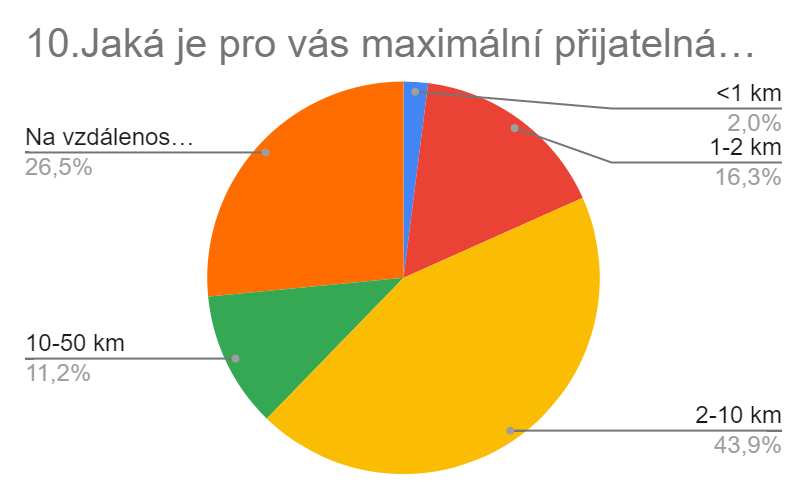 10.Jaká je pro vás maximální přijatelná…
<1 km
2,0%
1-2 km
16,3%
Na vzdálenos…
26,5%
10-50 km
11,2%
2-10 km
43,9%